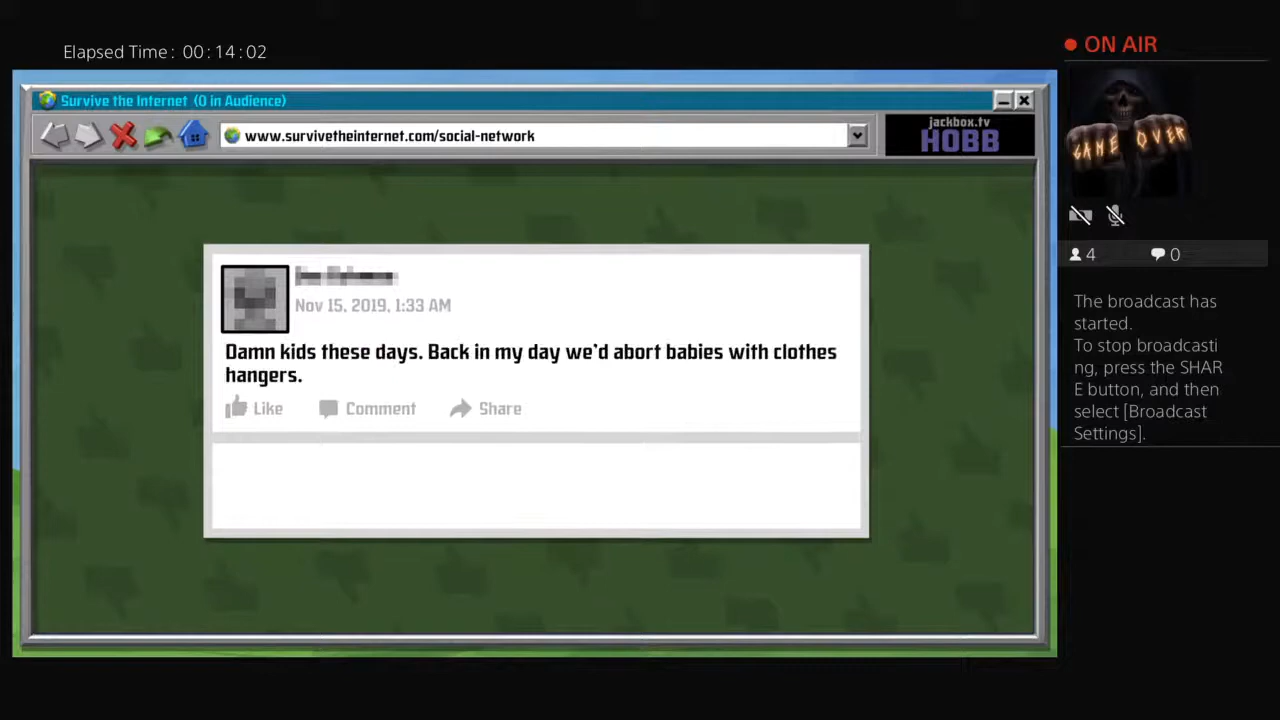 Elapsed Time: 00:14:02
ON AIR
Survive the Internet (0 in Audience)
www.survivetheinternet.com/social-network
jackbox.tv
HOBB
GAME OVER
4
0
Nov 15, 2019, 1:33 AM
Damn kids these days. Back in my day we'd abort babies with clothes
hangers.
Like
Comment
Share
The broadcast has
started.
To stop broadcasti
ng, press the SHAR
E button, and then
select [Broadcast
Settings].